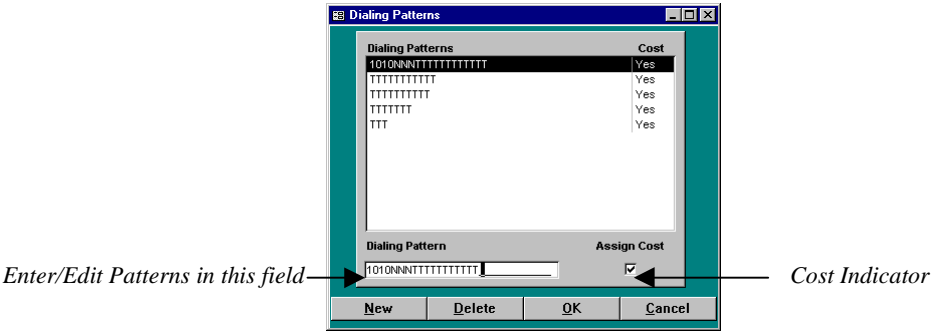 Dialing Patterns
Dialing Patterns Cost
1010NNNTTTTTTTTTTTT Yes
TTTTTTTTTTT Yes
TTTTTTTTTT Yes
TTTTTTT Yes
TTT Yes
Dialing Pattern Assign Cost
Enter/Edit Patterns in this field 1010NNNTTTTTTTTTTT Cost Indicator
New Delete OK Cancel